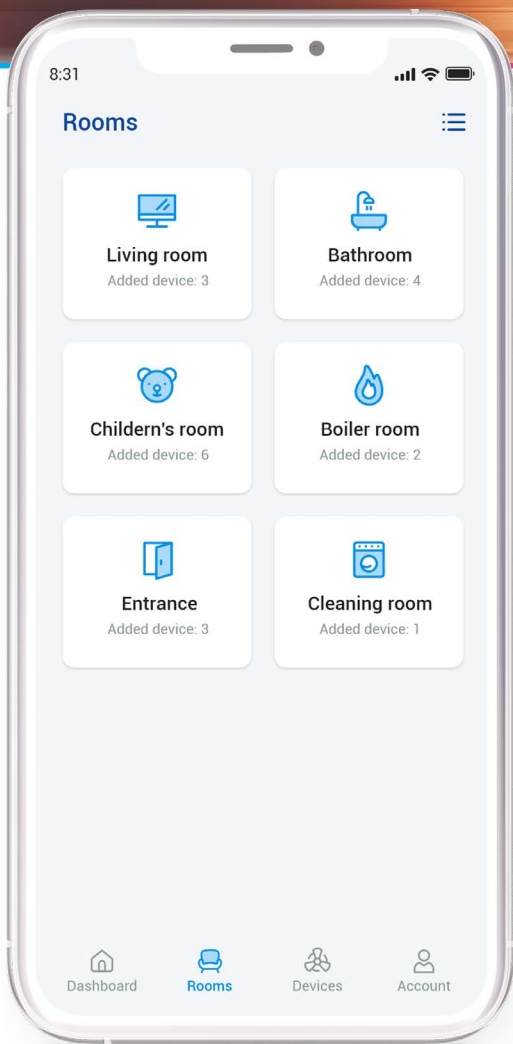 8:31
Rooms
Living room
Added device: 3
Bathroom
Added device: 4
Childern's room
Added device: 6
Boiler room
Added device: 2
Entrance
Added device: 3
Cleaning room
Added device: 1
Dashboard
Rooms
Devices
Account